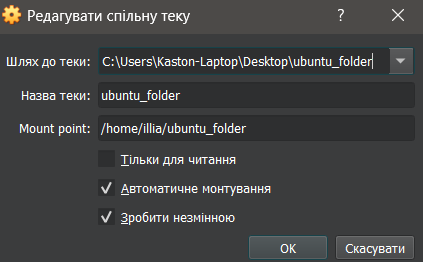 Редагувати спільну теку
Шлях до теки: C:\Users\Kaston-Laptop\Desktop\ubuntu_folder
Назва теки: ubuntu_folder
Mount point: /home/illia/ubuntu_folder
Тільки для читання
Автоматичне монтування
Зробити незмінною
OK Скасувати